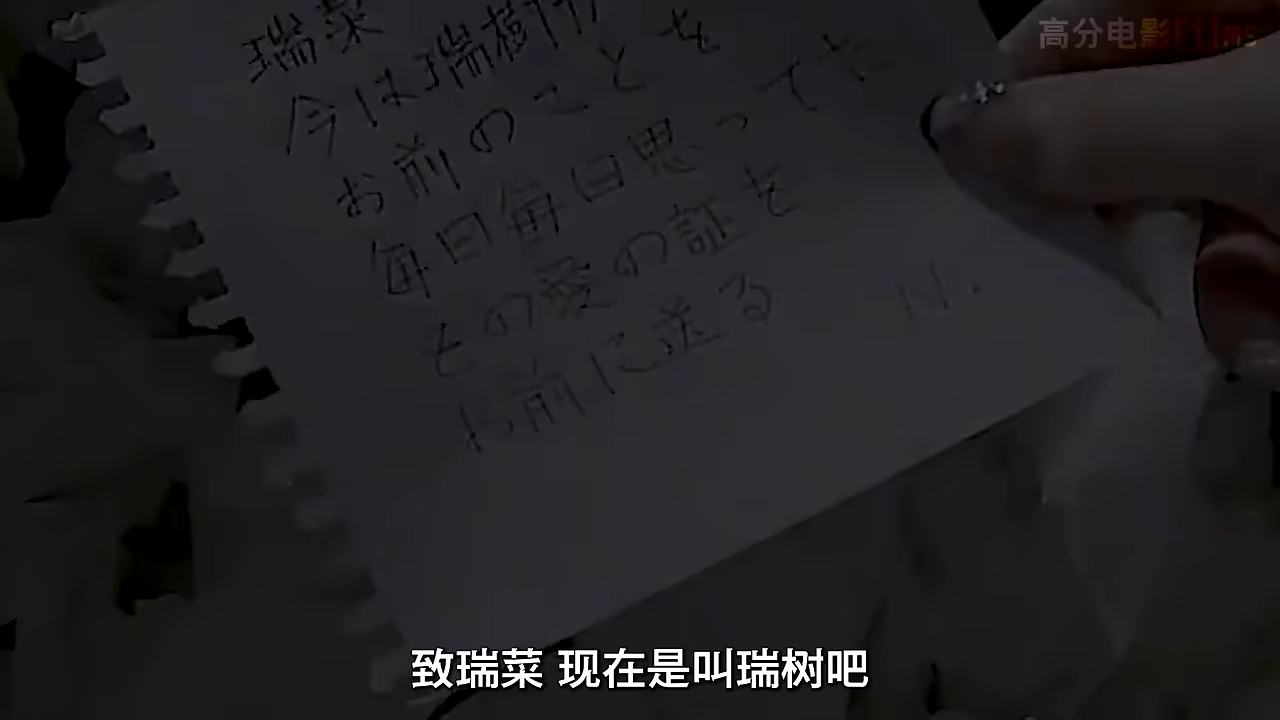 高分电影Films
瑞菜
今は瑞樹か
お前のことを
毎日毎日思ってた
その愛の証を
お前に送る
N.
致瑞菜 现在是叫瑞树吧